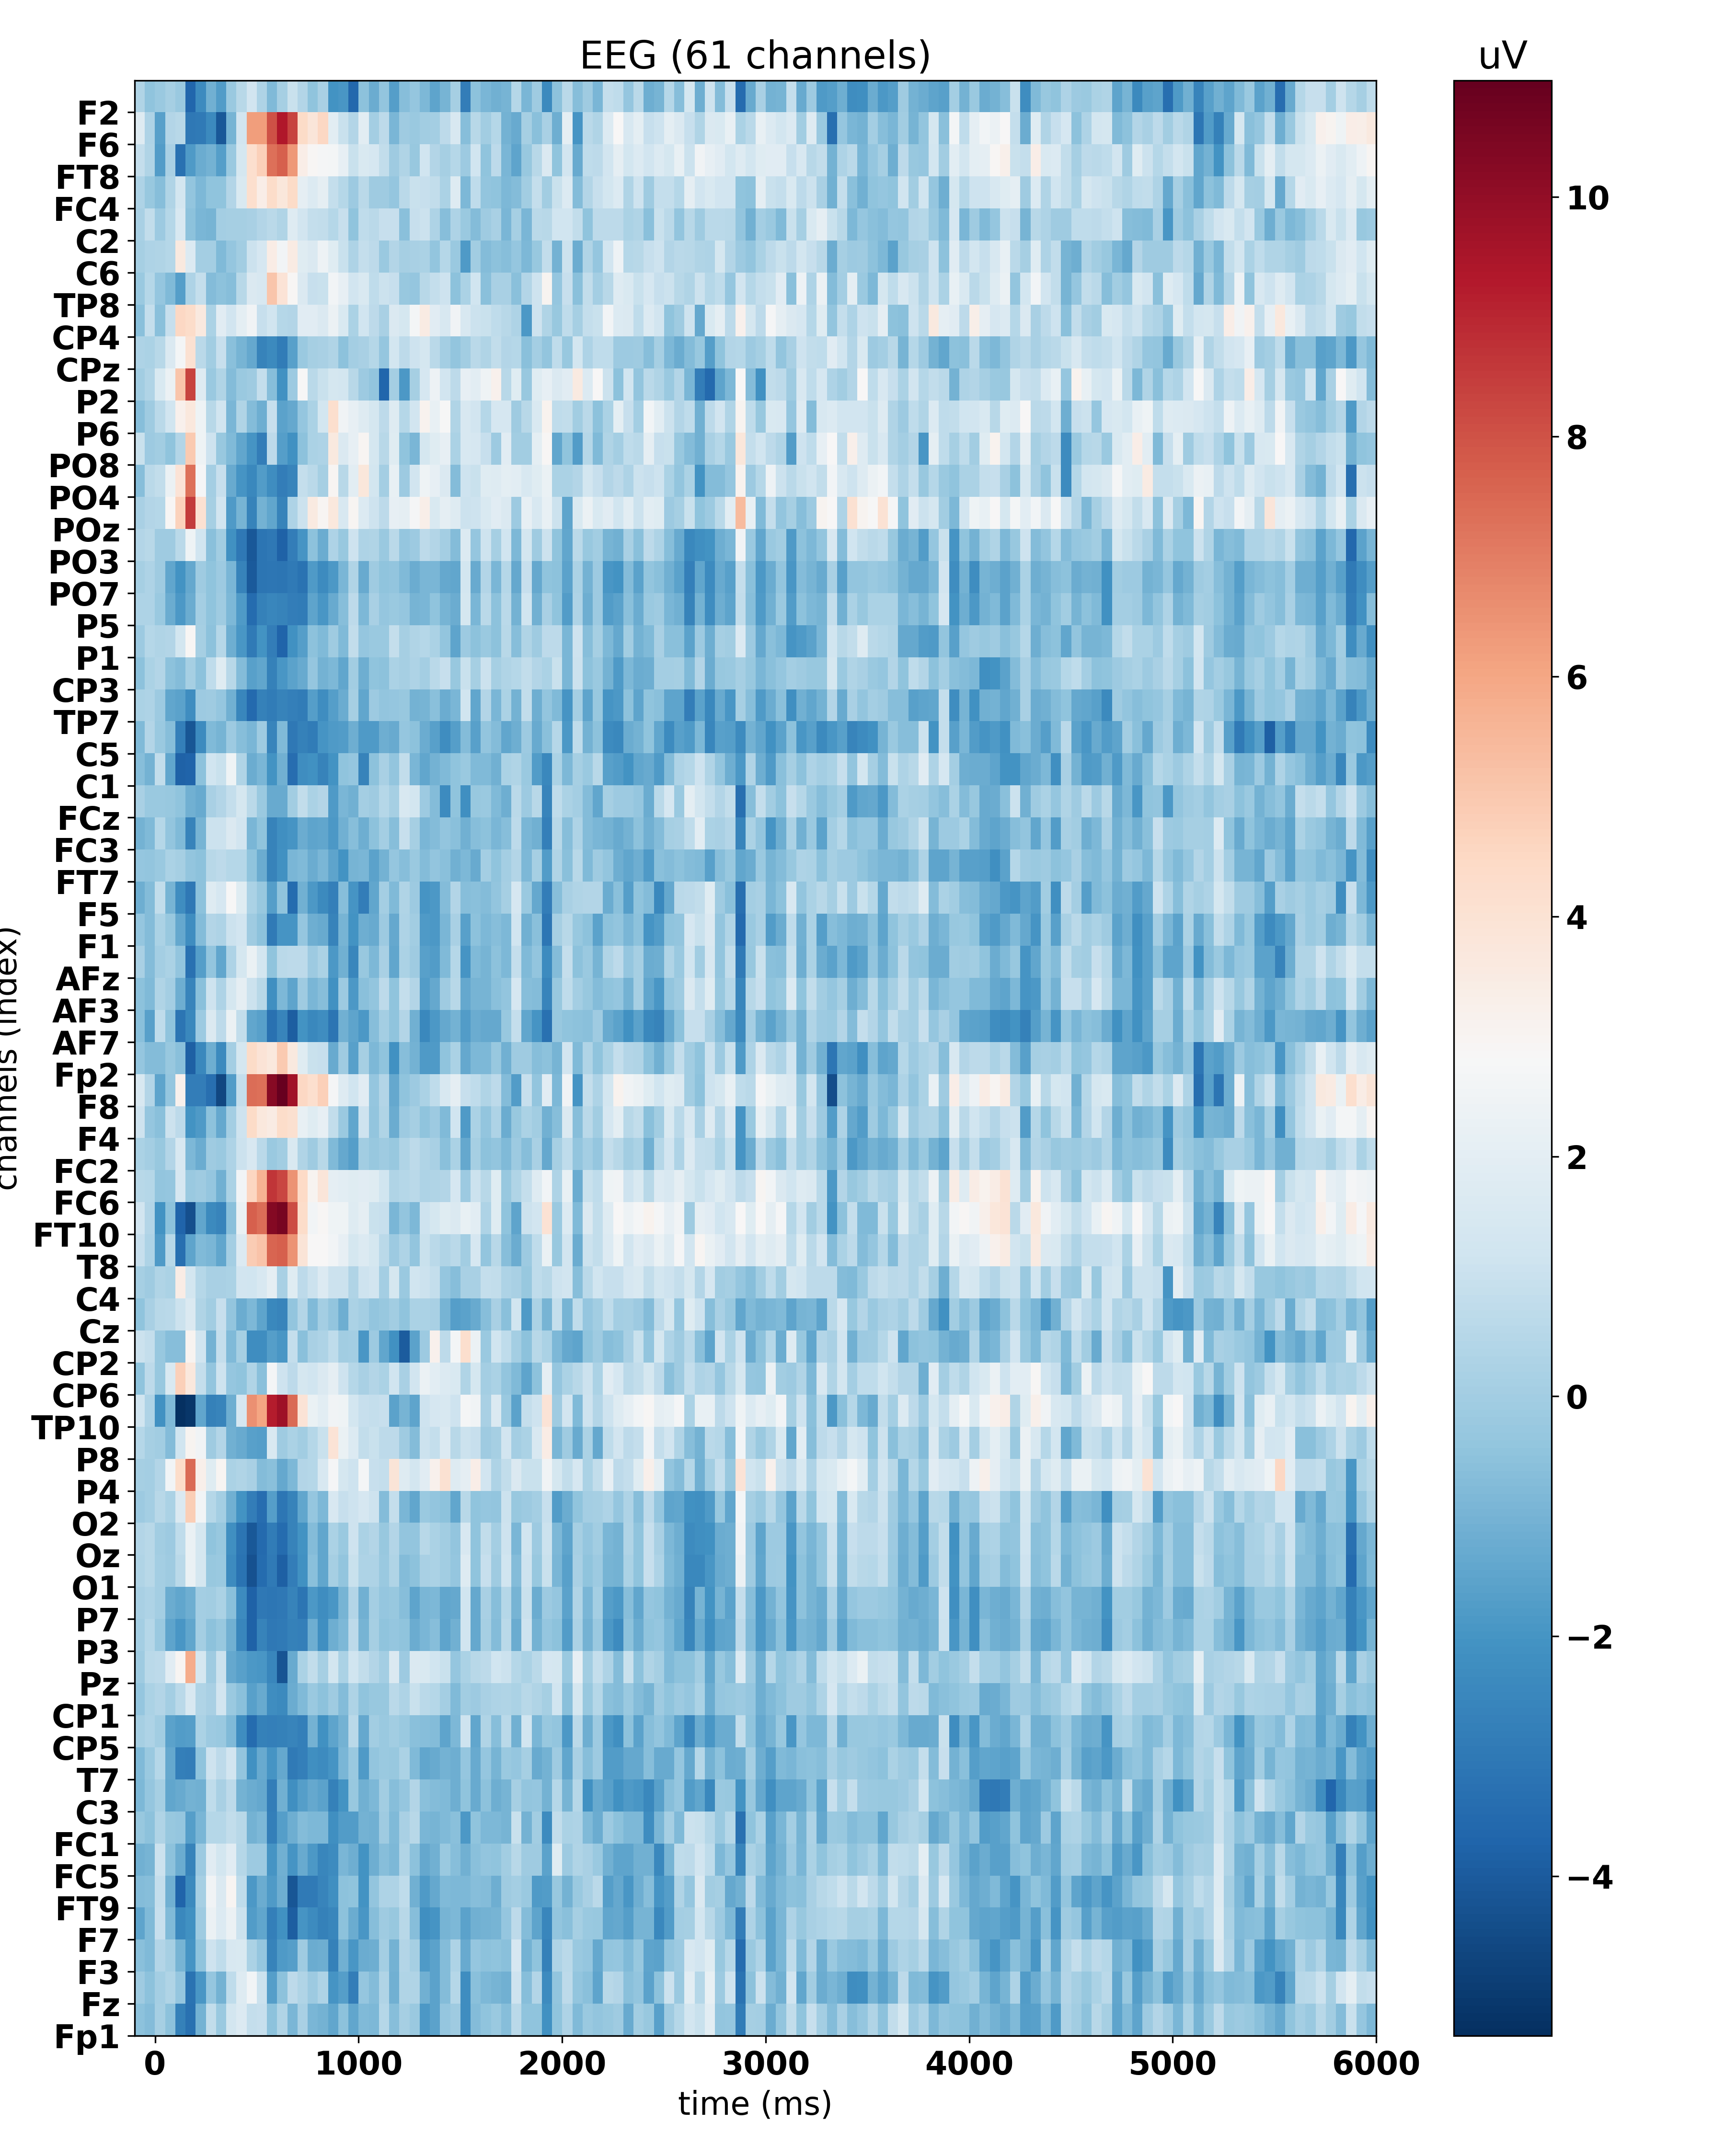 EEG (61 channels)
uV
F2
F6
FT8
FC4
C2
C6
TP8
CP4
CPz
P2
P6
PO8
PO4
POz
PO3
PO7
P5
P1
CP3
TP7
C5
C1
FCz
FC3
FT7
F5
F1
AFz
AF3
AF7
Fp2
F8
F4
FC2
FC6
FT10
T8
C4
Cz
CP2
CP6
TP10
P8
P4
O2
Oz
O1
P7
P3
Pz
CP1
CP5
T7
C3
FC1
FC5
FT9
F7
F3
Fz
Fp1
channels (index)
0 1000 2000 3000 4000 5000 6000
time (ms)
10
8
6
4
2
0
−2
−4